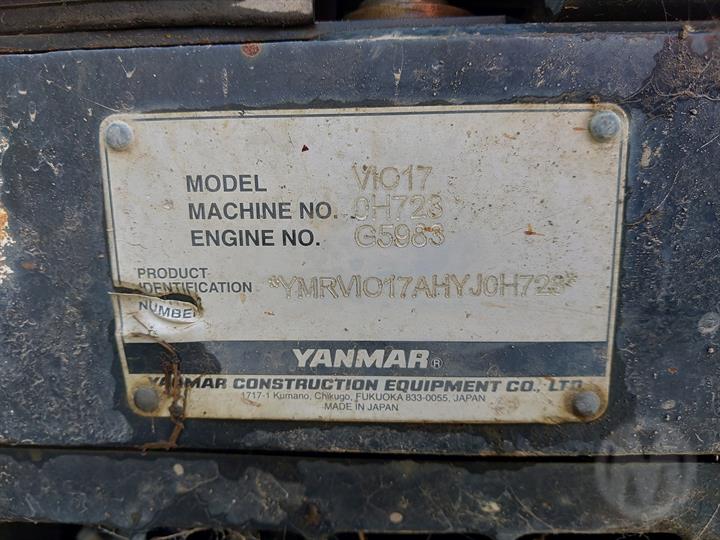 MODEL VIO17
MACHINE NO. 0H723
ENGINE NO. G5983
PRODUCT
IDENTIFICATION *YMRVIO17AHYJ0H723*
NUMBER
YANMAR®
YANMAR CONSTRUCTION EQUIPMENT CO., LTD.
1717-1 Kumano, Chikugo, FUKUOKA 833-0055, JAPAN
MADE IN JAPAN